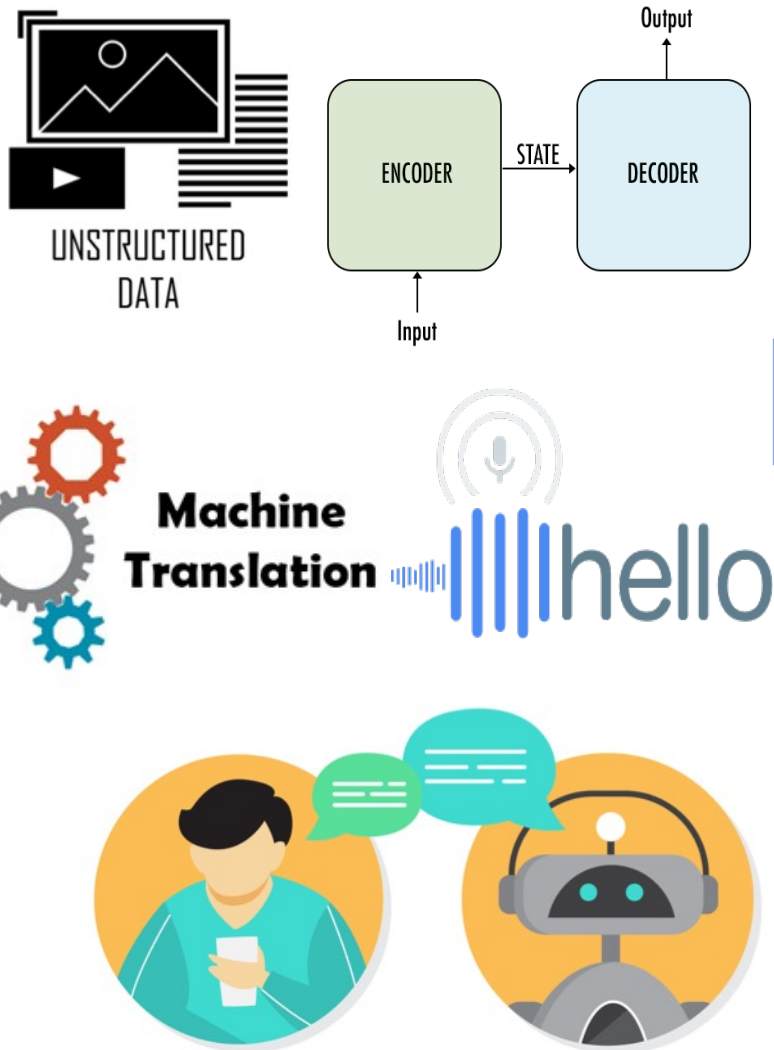 Output
ENCODER
STATE
DECODER
UNSTRUCTURED
DATA
Input
Machine
Translation
hello